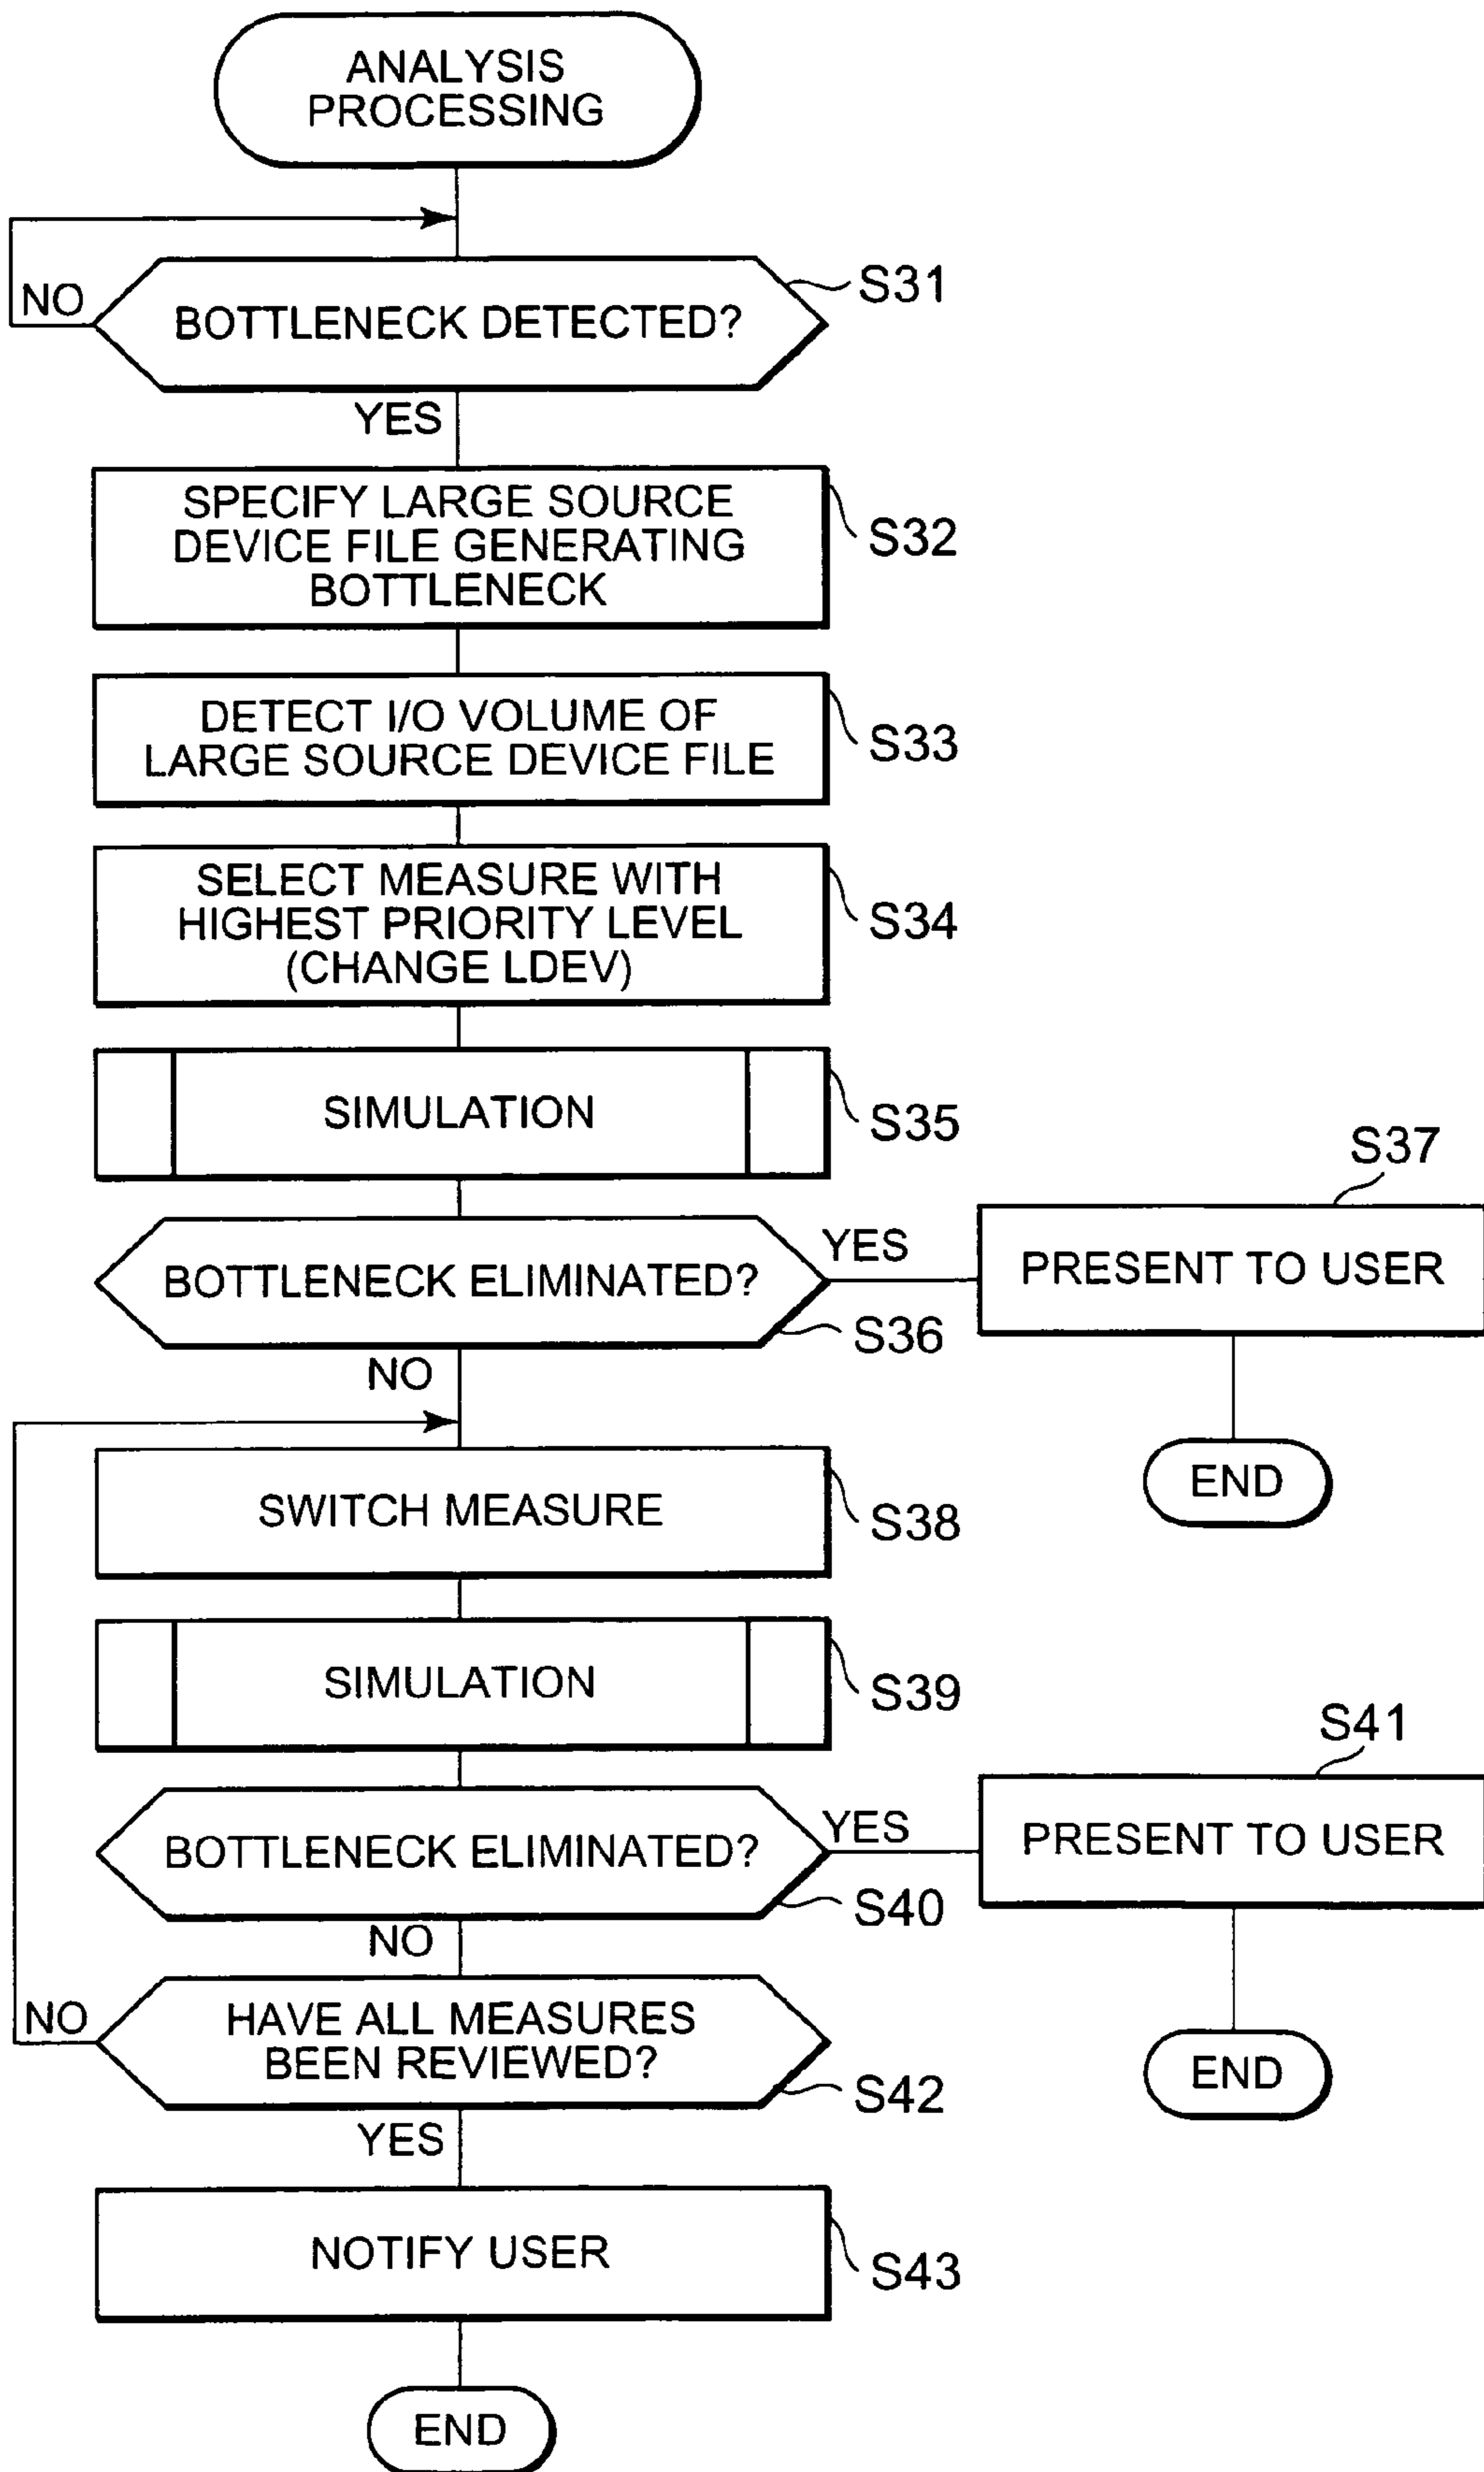 ANALYSIS
PROCESSING
NO
BOTTLENECK DETECTED?
S31
YES
SPECIFY LARGE SOURCE
DEVICE FILE GENERATING
BOTTLENECK
S32
DETECT I/O VOLUME OF
LARGE SOURCE DEVICE FILE
S33
SELECT MEASURE WITH
HIGHEST PRIORITY LEVEL
(CHANGE LDEV)
S34
SIMULATION
S35
BOTTLENECK ELIMINATED?
S36
YES
S37
PRESENT TO USER
END
NO
SWITCH MEASURE
S38
SIMULATION
S39
BOTTLENECK ELIMINATED?
S40
YES
S41
PRESENT TO USER
END
NO
HAVE ALL MEASURES
BEEN REVIEWED?
S42
NO
YES
NOTIFY USER
S43
END